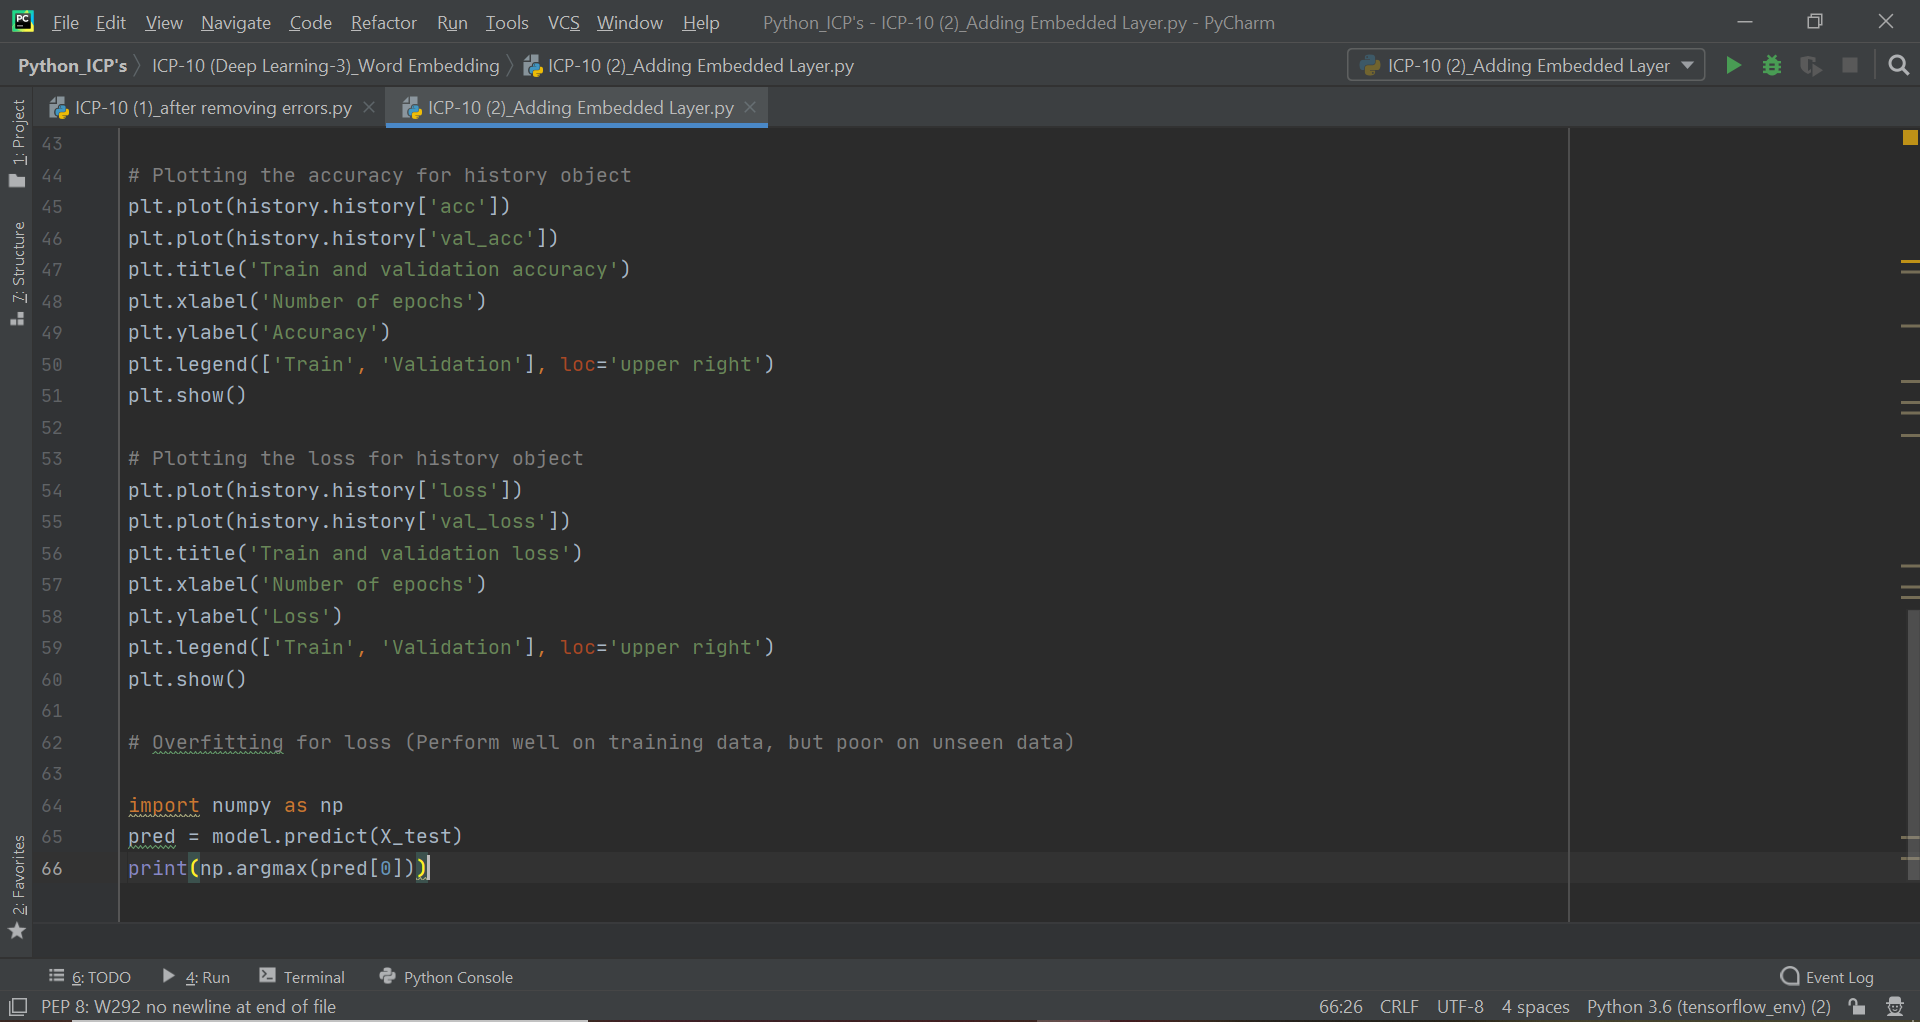 PC File Edit View Navigate Code Refactor Run Tools VCS Window Help Python_ICP's - ICP-10 (2)_Adding Embedded Layer.py - PyCharm
Python_ICP's ICP-10 (Deep Learning-3)_Word Embedding ICP-10 (2)_Adding Embedded Layer.py ICP-10 (2)_Adding Embedded Layer
ICP-10 (1)_after removing errors.py ICP-10 (2)_Adding Embedded Layer.py
1: Project
7: Structure
2: Favorites
43
44 # Plotting the accuracy for history object
45 plt.plot(history.history['acc'])
46 plt.plot(history.history['val_acc'])
47 plt.title('Train and validation accuracy')
48 plt.xlabel('Number of epochs')
49 plt.ylabel('Accuracy')
50 plt.legend(['Train', 'Validation'], loc='upper right')
51 plt.show()
52
53 # Plotting the loss for history object
54 plt.plot(history.history['loss'])
55 plt.plot(history.history['val_loss'])
56 plt.title('Train and validation loss')
57 plt.xlabel('Number of epochs')
58 plt.ylabel('Loss')
59 plt.legend(['Train', 'Validation'], loc='upper right')
60 plt.show()
61
62 # Overfitting for loss (Perform well on training data, but poor on unseen data)
63
64 import numpy as np
65 pred = model.predict(X_test)
66 print(np.argmax(pred[0]))
6: TODO 4: Run Terminal Python Console Event Log
PEP 8: W292 no newline at end of file 66:26 CRLF UTF-8 4 spaces Python 3.6 (tensorflow_env) (2)